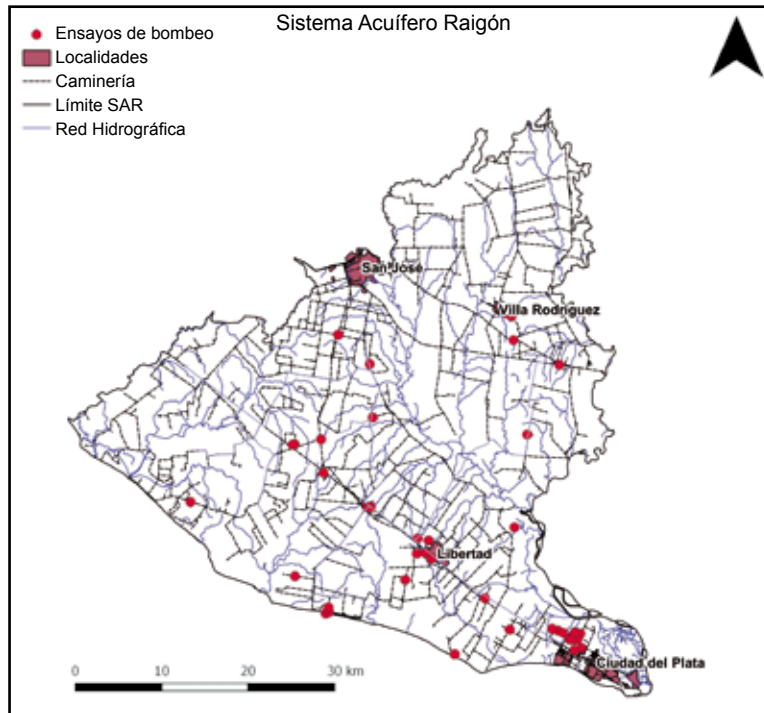 Sistema Acuífero Raigón
Ensayos de bombeo
Localidades
Caminería
Límite SAR
Red Hidrográfica
San José
Villa Rodríguez
Libertad
Ciudad del Plata
0 10 20 30 km